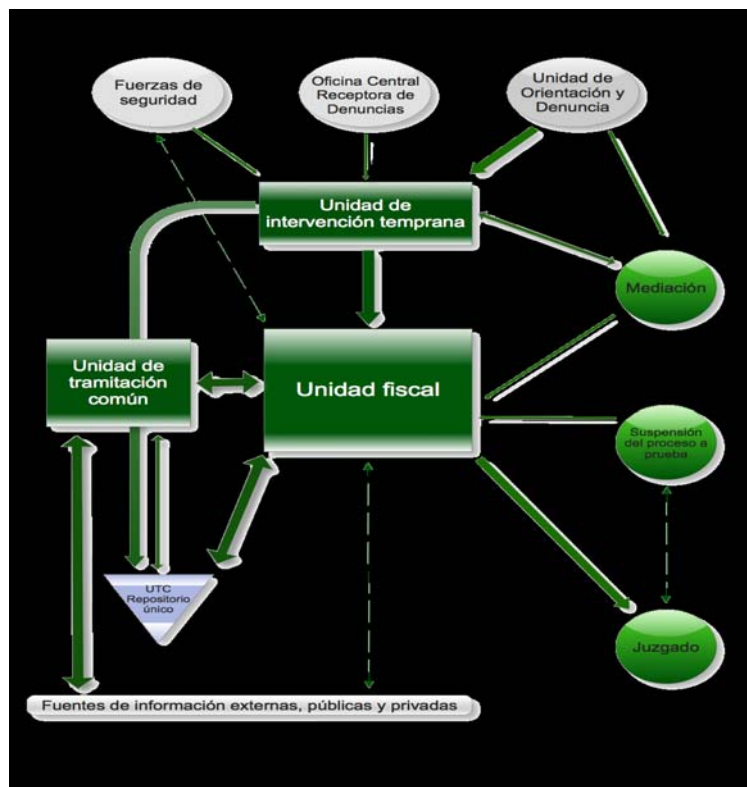 Fuerzas de
seguridad
Oficina Central
Receptora de
Denuncias
Unidad de
Orientación y
Denuncia
Unidad de
intervención temprana
Mediación
Unidad de
tramitación
común
Unidad fiscal
Suspensión
del proceso a
prueba
UTC
Repositorio
único
Juzgado
Fuentes de información externas, públicas y privadas